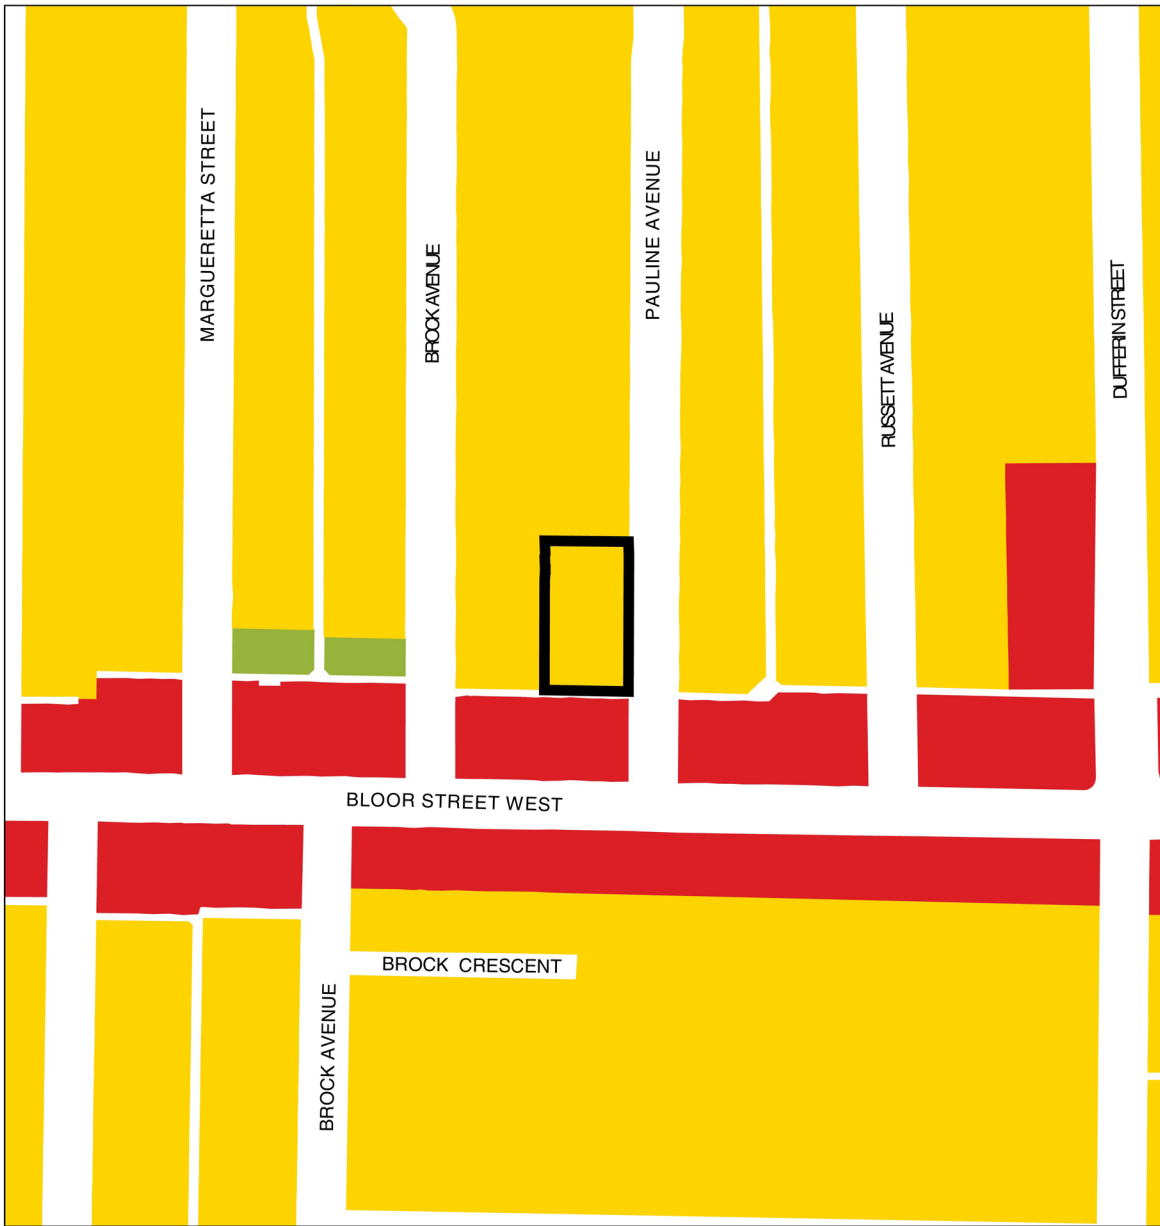 MARGUERETTA STREET
BROCK AVENUE
PAULINE AVENUE
RUSSETT AVENUE
DUFFERIN STREET
BLOOR STREET WEST
BROCK CRESCENT
BROCK AVENUE